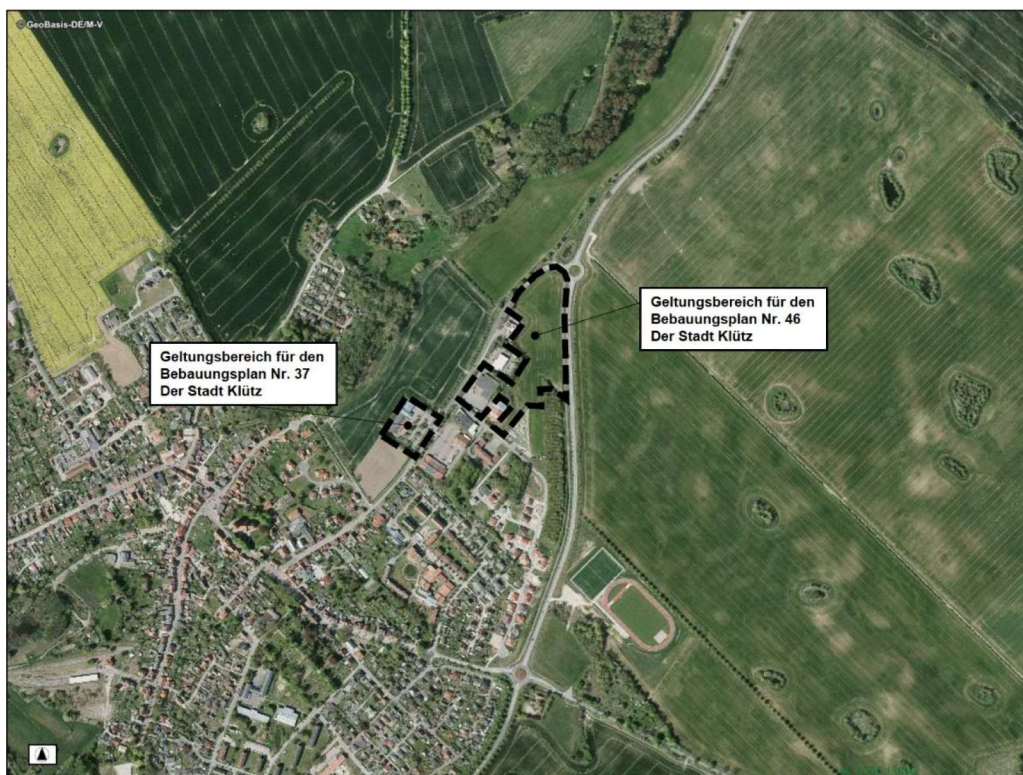 © GeoBasis-DE/M-V
Geltungsbereich für den
Bebauungsplan Nr. 46
Der Stadt Klütz
Geltungsbereich für den
Bebauungsplan Nr. 37
Der Stadt Klütz